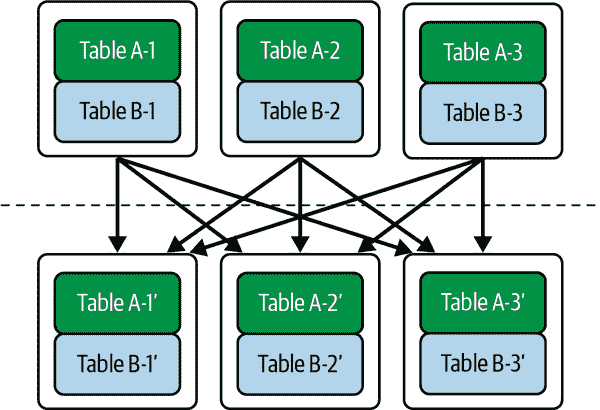 Table A-1
Table B-1
Table A-2
Table B-2
Table A-3
Table B-3
Table A-1′
Table B-1′
Table A-2′
Table B-2′
Table A-3′
Table B-3′